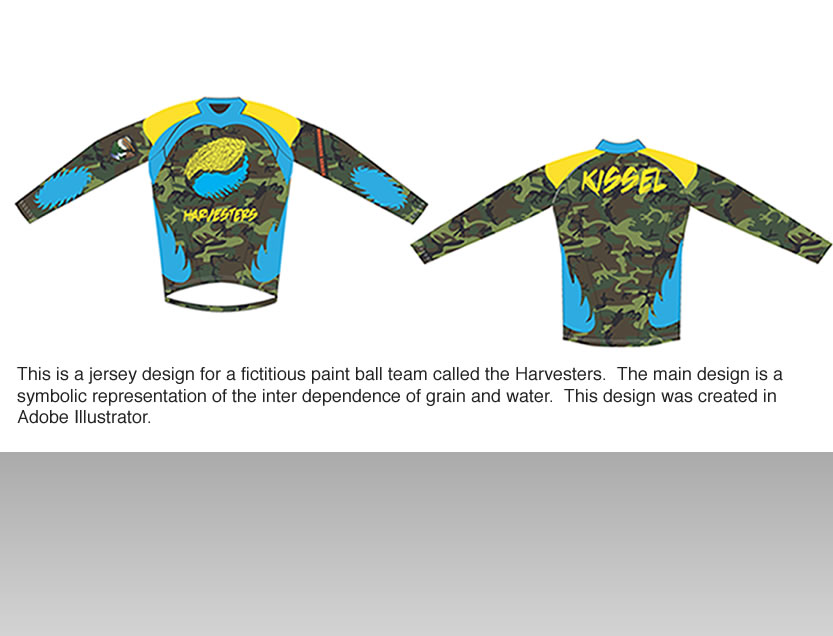 HARVESTERS
KISSEL
This is a jersey design for a fictitious paint ball team called the Harvesters.  The main design is a
symbolic representation of the inter dependence of grain and water.  This design was created in
Adobe Illustrator.